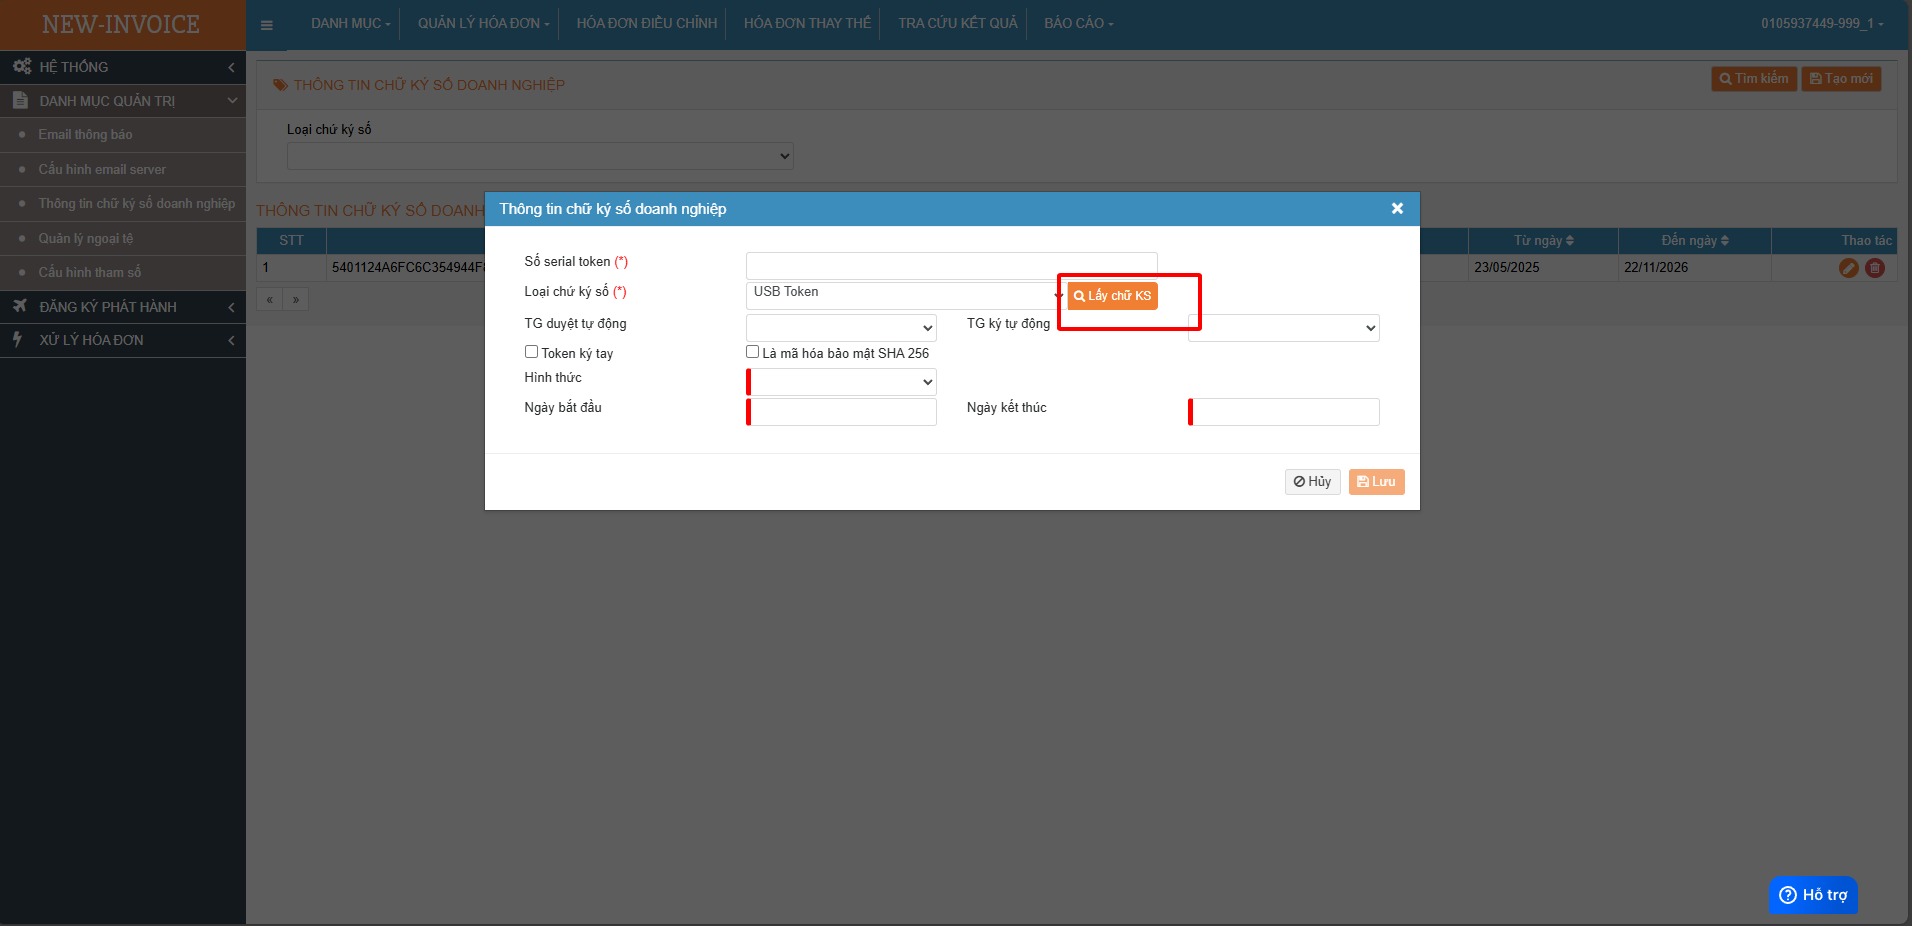 NEW-INVOICE
DANH MỤC
QUẢN LÝ HÓA ĐƠN
HÓA ĐƠN ĐIỀU CHỈNH
HÓA ĐƠN THAY THẾ
TRA CỨU KẾT QUẢ
BÁO CÁO
0105937449-999_1
HỆ THỐNG
DANH MỤC QUẢN TRỊ
Email thông báo
Cấu hình email server
Thông tin chữ ký số doanh nghiệp
Quản lý ngoại tệ
Cấu hình tham số
ĐĂNG KÝ PHÁT HÀNH
XỬ LÝ HÓA ĐƠN
THÔNG TIN CHỮ KÝ SỐ DOANH NGHIỆP
Tìm kiếm
Tạo mới
Loại chứ ký số
THÔNG TIN CHỮ KÝ SỐ DOANH
STT
Từ ngày
Đến ngày
Thao tác
1
5401124A6FC6C354944F
23/05/2025
22/11/2026
«
»
Thông tin chữ ký số doanh nghiệp
Số serial token (*)
Loại chứ ký số (*)
USB Token
Lấy chữ KS
TG duyệt tự động
TG ký tự động
Token ký tay
Là mã hóa bảo mật SHA 256
Hình thức
Ngày bắt đầu
Ngày kết thúc
Hủy
Lưu
Hỗ trợ